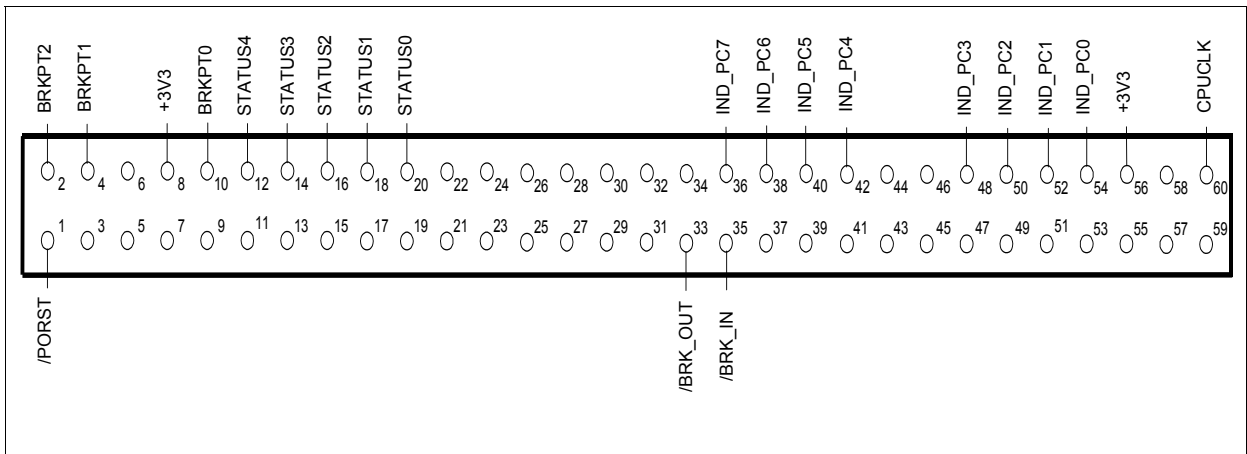 BRKPT2
BRKPT1
+3V3
BRKPT0
STATUS4
STATUS3
STATUS2
STATUS1
STATUS0
IND_PC7
IND_PC6
IND_PC5
IND_PC4
IND_PC3
IND_PC2
IND_PC1
IND_PC0
+3V3
CPUCLK
2 4 6 8 10 12 14 16 18 20 22 24 26 28 30 32 34 36 38 40 42 44 46 48 50 52 54 56 58 60
1 3 5 7 9 11 13 15 17 19 21 23 25 27 29 31 33 35 37 39 41 43 45 47 49 51 53 55 57 59
/PORST
/BRK_OUT
/BRK_IN